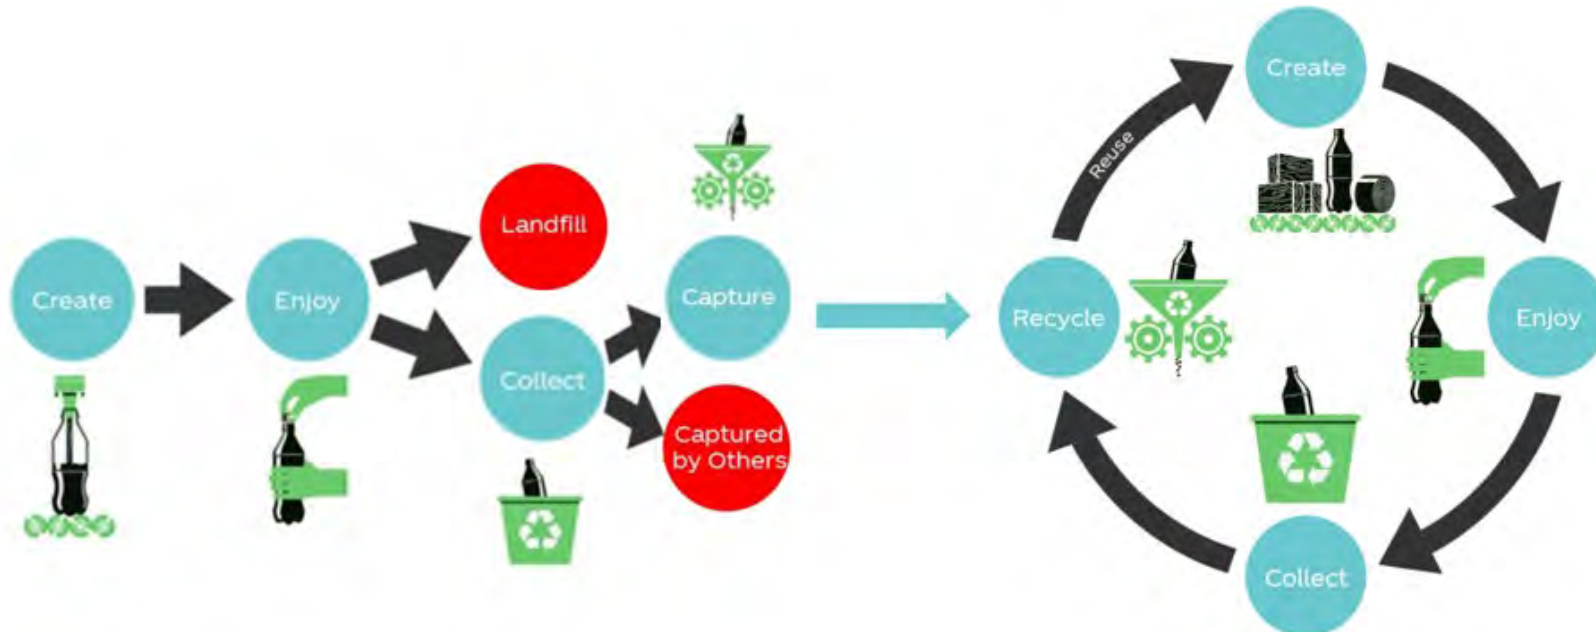 Create
Enjoy
Landfill
Collect
Capture
Captured
by Others
Create
Reuse
Recycle
Enjoy
Collect